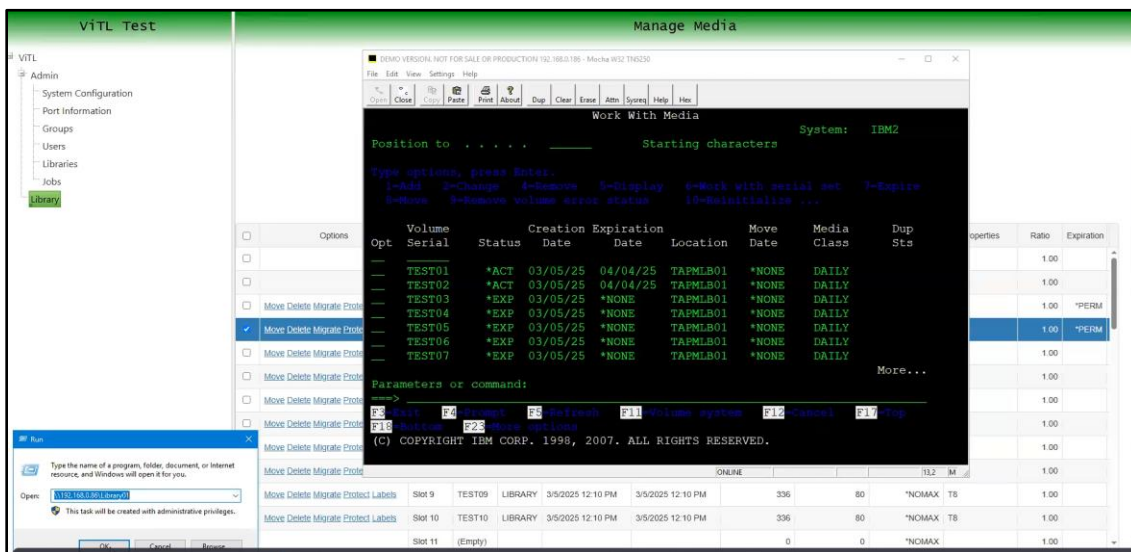 ViTL Test
Manage Media
ViTL
Admin
System Configuration
Port Information
Groups
Users
Libraries
Jobs
Library
DEMO VERSION. NOT FOR SALE OR PRODUCTION 192.168.0.186 - Mocha W32 TN5250
File Edit View Settings Help
Open Close Copy Paste Print About Dup Clear Erase Attn Sysreq Help Hex
Work With Media
System: IBM2
Position to . . . . . ______ Starting characters
Type options, press Enter.
1=Add 2=Change 4=Remove 5=Display 6=Work with serial set 7=Expire
8=Move 9=Remove volume error status 10=Reinitialize ...
Volume Creation Expiration Move Media Dup
Opt Serial Status Date Date Location Date Class Sts
TEST01 *ACT 03/05/25 04/04/25 TAPMLB01 *NONE DAILY
TEST02 *ACT 03/05/25 04/04/25 TAPMLB01 *NONE DAILY
TEST03 *EXP 03/05/25 *NONE TAPMLB01 *NONE DAILY
TEST04 *EXP 03/05/25 *NONE TAPMLB01 *NONE DAILY
TEST05 *EXP 03/05/25 *NONE TAPMLB01 *NONE DAILY
TEST06 *EXP 03/05/25 *NONE TAPMLB01 *NONE DAILY
TEST07 *EXP 03/05/25 *NONE TAPMLB01 *NONE DAILY
More...
Parameters or command:
===>
F3=Exit F4=Prompt F5=Refresh F11=Volume system F12=Cancel F17=Top
F18=Bottom F23=More options
(C) COPYRIGHT IBM CORP. 1998, 2007. ALL RIGHTS RESERVED.
ONLINE 13,2 M
Options operties Ratio Expiration
1.00
1.00
Move Delete Migrate Prote 1.00 *PERM
Move Delete Migrate Prote 1.00 *PERM
Move Delete Migrate Prote 1.00
Move Delete Migrate Prote 1.00
Move Delete Migrate Prote 1.00
Move Delete Migrate Prote 1.00
Move Delete Migrate Prote 1.00
Move Delete Migrate Prote 1.00
Move Delete Migrate Protect Labels Slot 9 TEST09 LIBRARY 3/5/2025 12:10 PM 3/5/2025 12:10 PM 336 80 *NOMAX T8 1.00
Move Delete Migrate Protect Labels Slot 10 TEST10 LIBRARY 3/5/2025 12:10 PM 3/5/2025 12:10 PM 336 80 *NOMAX T8 1.00
Slot 11 (Empty) 0 0 *NOMAX 1.00
Run
Type the name of a program, folder, document, or Internet
resource, and Windows will open it for you.
Open: \\192.168.0.86\Library01
This task will be created with administrative privileges.
OK Cancel Browse